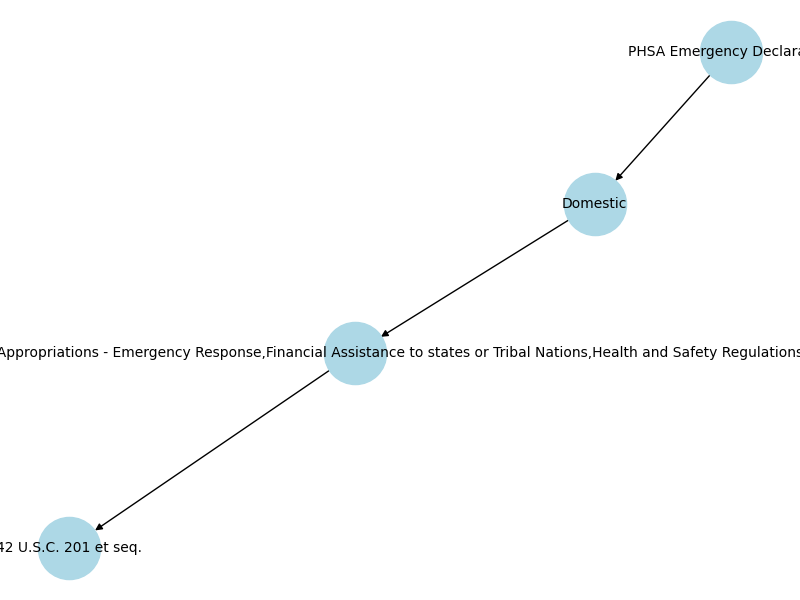 PHSA Emergency Declara
Domestic
Appropriations - Emergency Response,Financial Assistance to states or Tribal Nations,Health and Safety Regulations
42 U.S.C. 201 et seq.